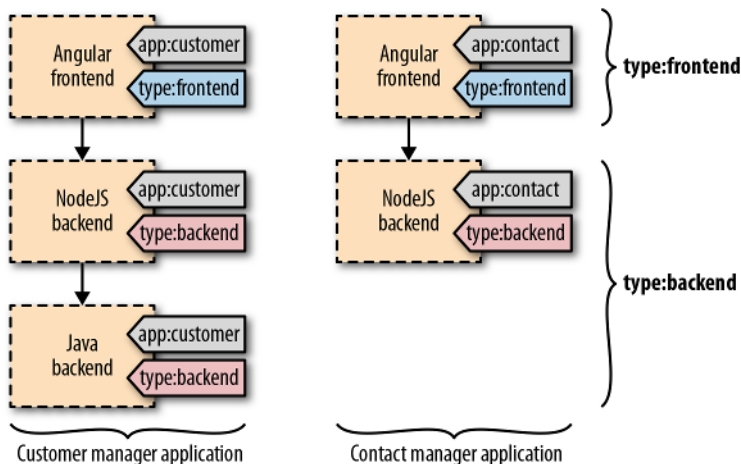 Angular
frontend
app:customer
type:frontend
Angular
frontend
app:contact
type:frontend
type:frontend
NodeJS
backend
app:customer
type:backend
NodeJS
backend
app:contact
type:backend
type:backend
Java
backend
app:customer
type:backend
Customer manager application
Contact manager application